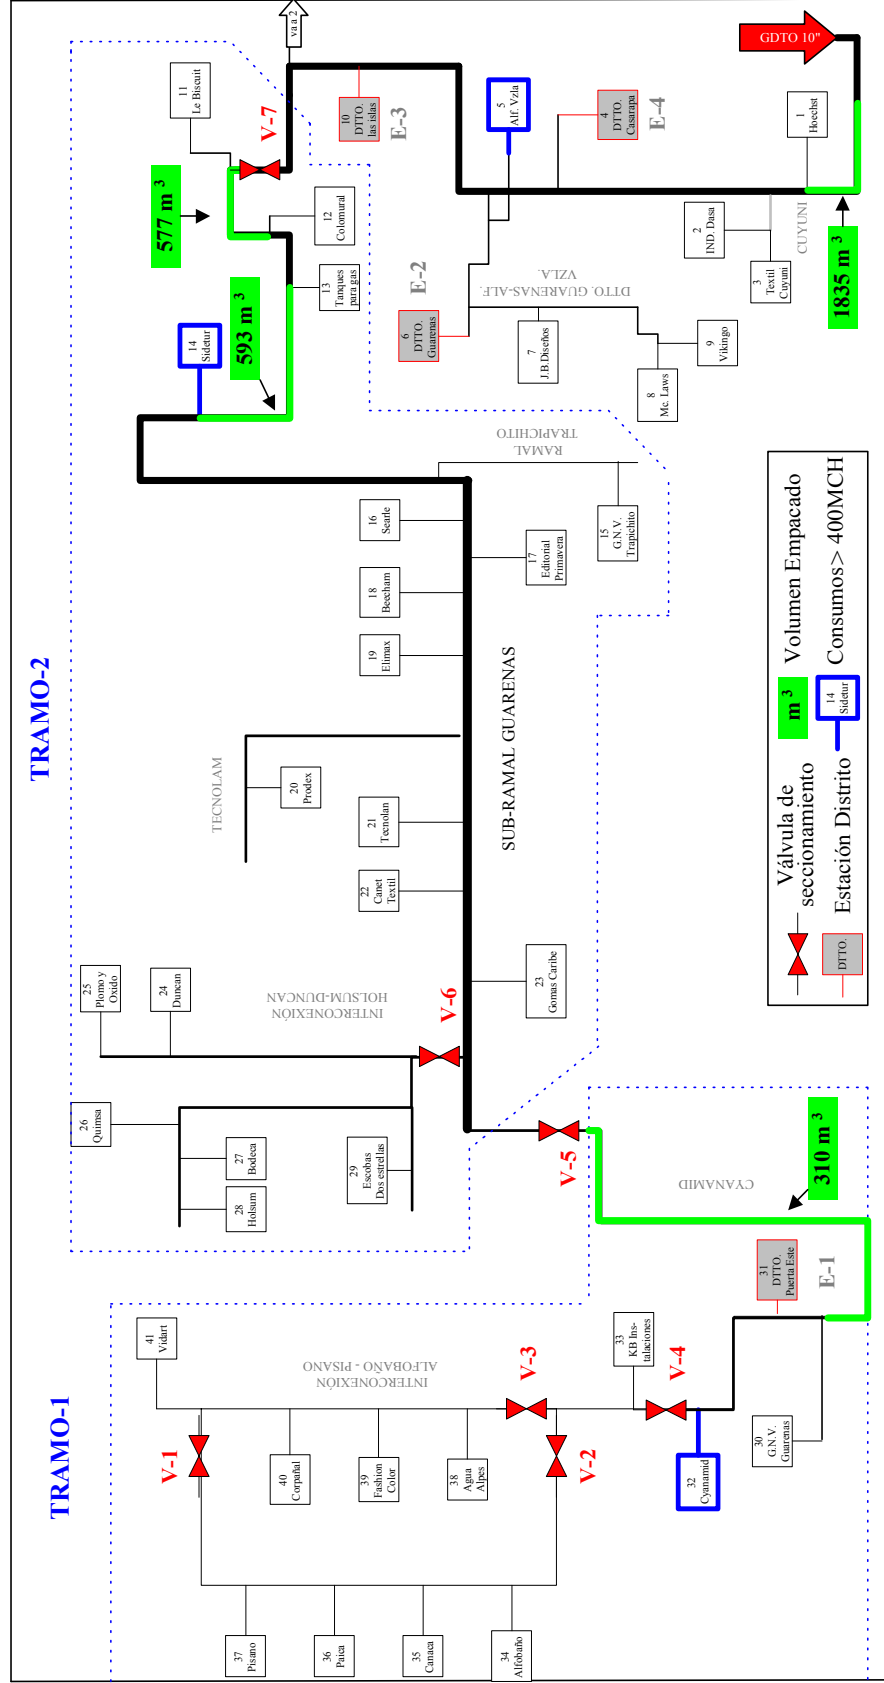 TRAMO-1
TRAMO-2
GDTO 10"
va a 2
1
Hoechst
2
IND. Dasa
3
Textil
Cuyuni
CUYUNI
1835 m 3
4
DTTO.
Casarapa
E-4
5
Alf. Vzla
6
DTTO.
Guarenas
E-2
DTTO. GUARENAS-ALF.
VZLA.
7
J.B.Diseños
8
Mc. Laws
9
Vikingo
10
DTTO.
las islas
E-3
V-7
11
Le Biscuit
577 m 3
12
Colomural
13
Tanques
para gas
593 m 3
14
Sidetur
RAMAL
TRAPICHITO
15
G.N.V.
Trapichito
16
Searle
17
Editorial
Primavera
18
Beecham
19
Elimax
SUB-RAMAL GUARENAS
TECNOLAM
20
Prodex
21
Tecnolan
22
Canet
Textil
23
Gomas Caribe
INTERCONEXIÓN
HOLSUM-DUNCAN
V-6
24
Duncan
25
Plomo y
Oxido
26
Quimsa
27
Bodeca
28
Holsum
29
Escobas
Dos estrellas
V-5
CYANAMID
310 m 3
30
G.N.V.
Guarenas
31
DTTO.
Puerta Este
E-1
32
Cyanamid
V-4
33
KB Ins-
talaciones
V-3
V-2
V-1
INTERCONEXIÓN
ALFOBAÑO - PISANO
34
Alfobaño
35
Canaca
36
Paica
37
Pisano
38
Agua
Alpes
39
Fashion
Color
40
Corpañal
41
Vidart
Válvula de
seccionamiento
m 3
Volumen Empacado
DTTO.
Estación Distrito
14
Sidetur
Consumos> 400MCH